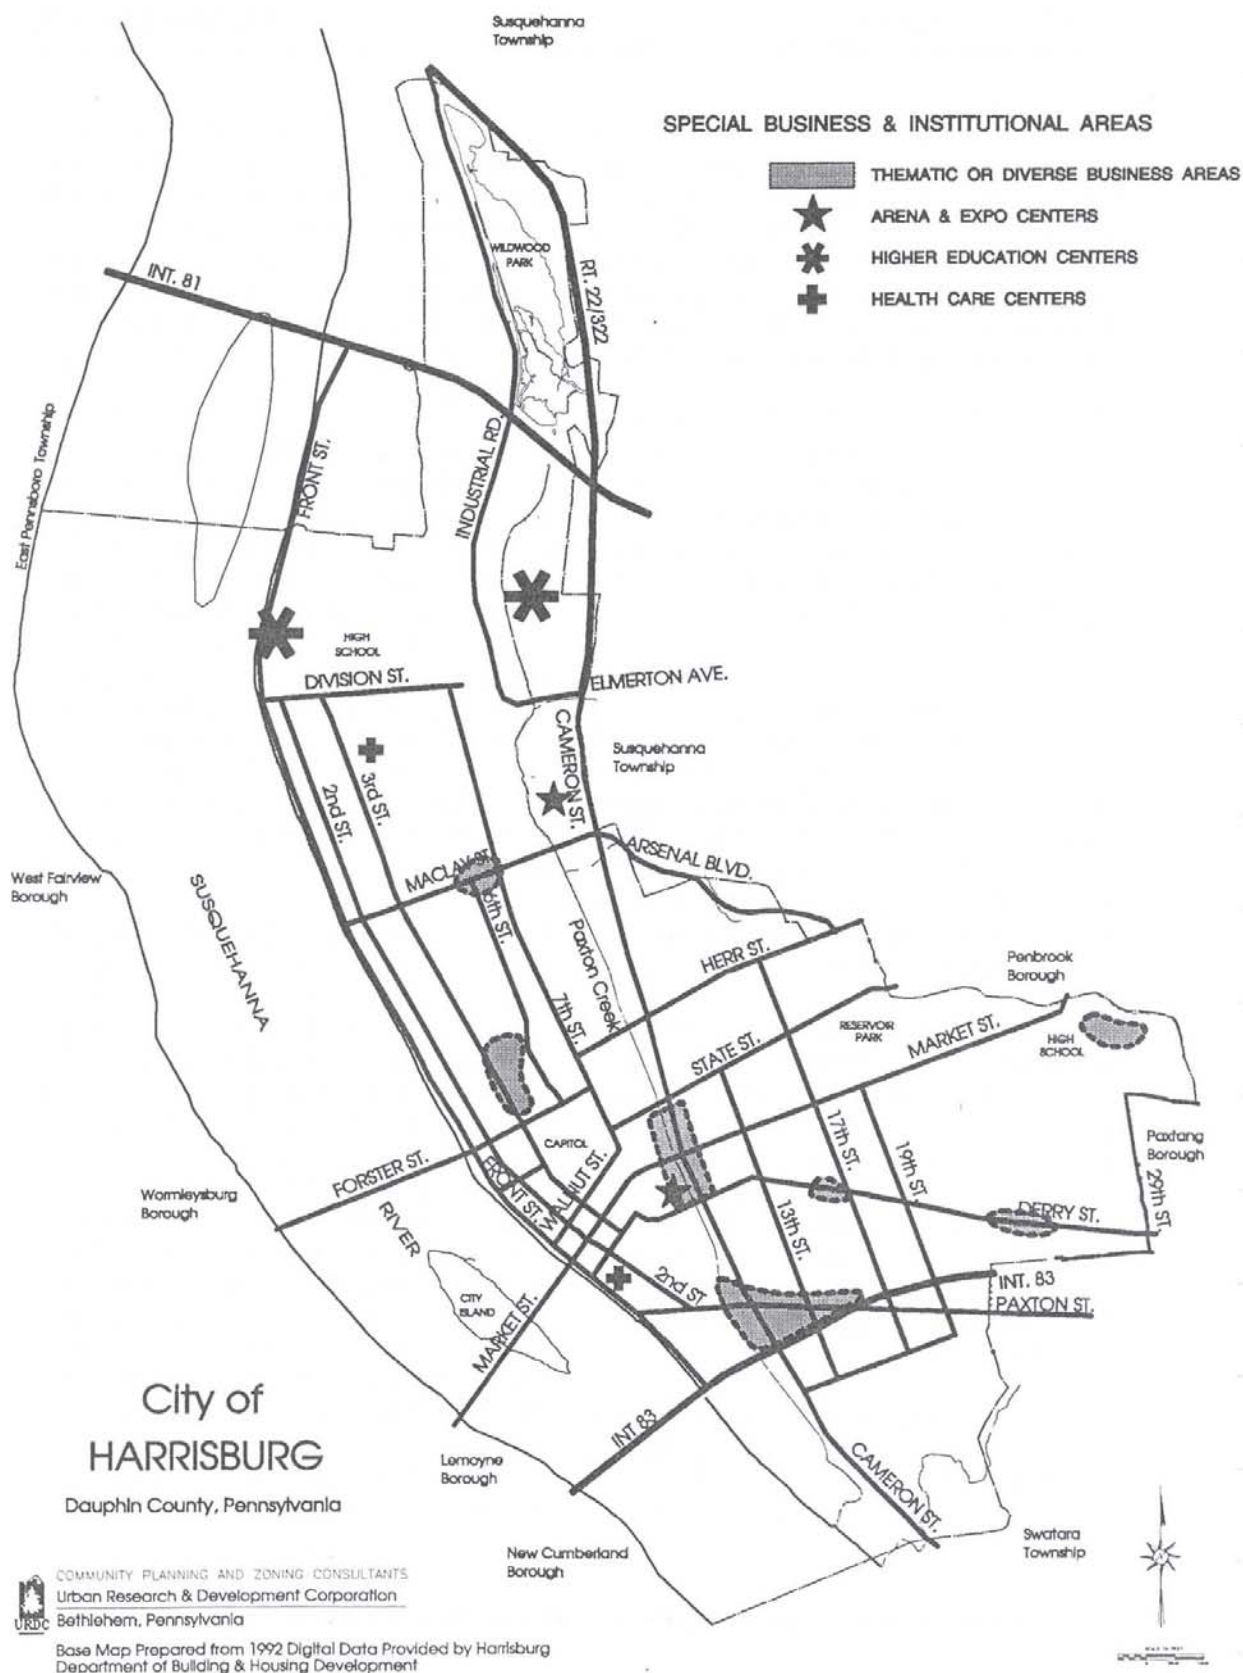 Susquehanna
Township
SPECIAL BUSINESS & INSTITUTIONAL AREAS
THEMATIC OR DIVERSE BUSINESS AREAS
ARENA & EXPO CENTERS
HIGHER EDUCATION CENTERS
HEALTH CARE CENTERS
WILDWOOD
PARK
INT. 81
RT. 22/322
East Pennsboro Township
FRONT ST.
INDUSTRIAL RD.
HIGH
SCHOOL
DIVISION ST.
ELMERTON AVE.
CAMERON ST.
Susquehanna
Township
2nd ST.
3rd ST.
MACLAY ST.
ARSENAL BLVD.
West Fairview
Borough
SUSQUEHANNA
6th ST.
Paxton Creek
7th ST.
HERR ST.
Penbrook
Borough
RESERVOIR
PARK
MARKET ST.
HIGH
SCHOOL
STATE ST.
CAPITOL
17th ST.
19th ST.
Paxtang
Borough
29th ST.
FORSTER ST.
FRONT ST.
WALNUT ST.
Wormleysburg
Borough
RIVER
13th ST.
DERRY ST.
CITY
ISLAND
2nd ST
INT. 83
PAXTON ST.
MARKET ST.
City of
HARRISBURG
Dauphin County, Pennsylvania
INT 83
Lemoyne
Borough
CAMERON ST.
New Cumberland
Borough
Swatara
Township
COMMUNITY PLANNING AND ZONING CONSULTANTS
Urban Research & Development Corporation
URDC Bethlehem, Pennsylvania
Base Map Prepared from 1992 Digital Data Provided by Harrisburg
Department of Building & Housing Development